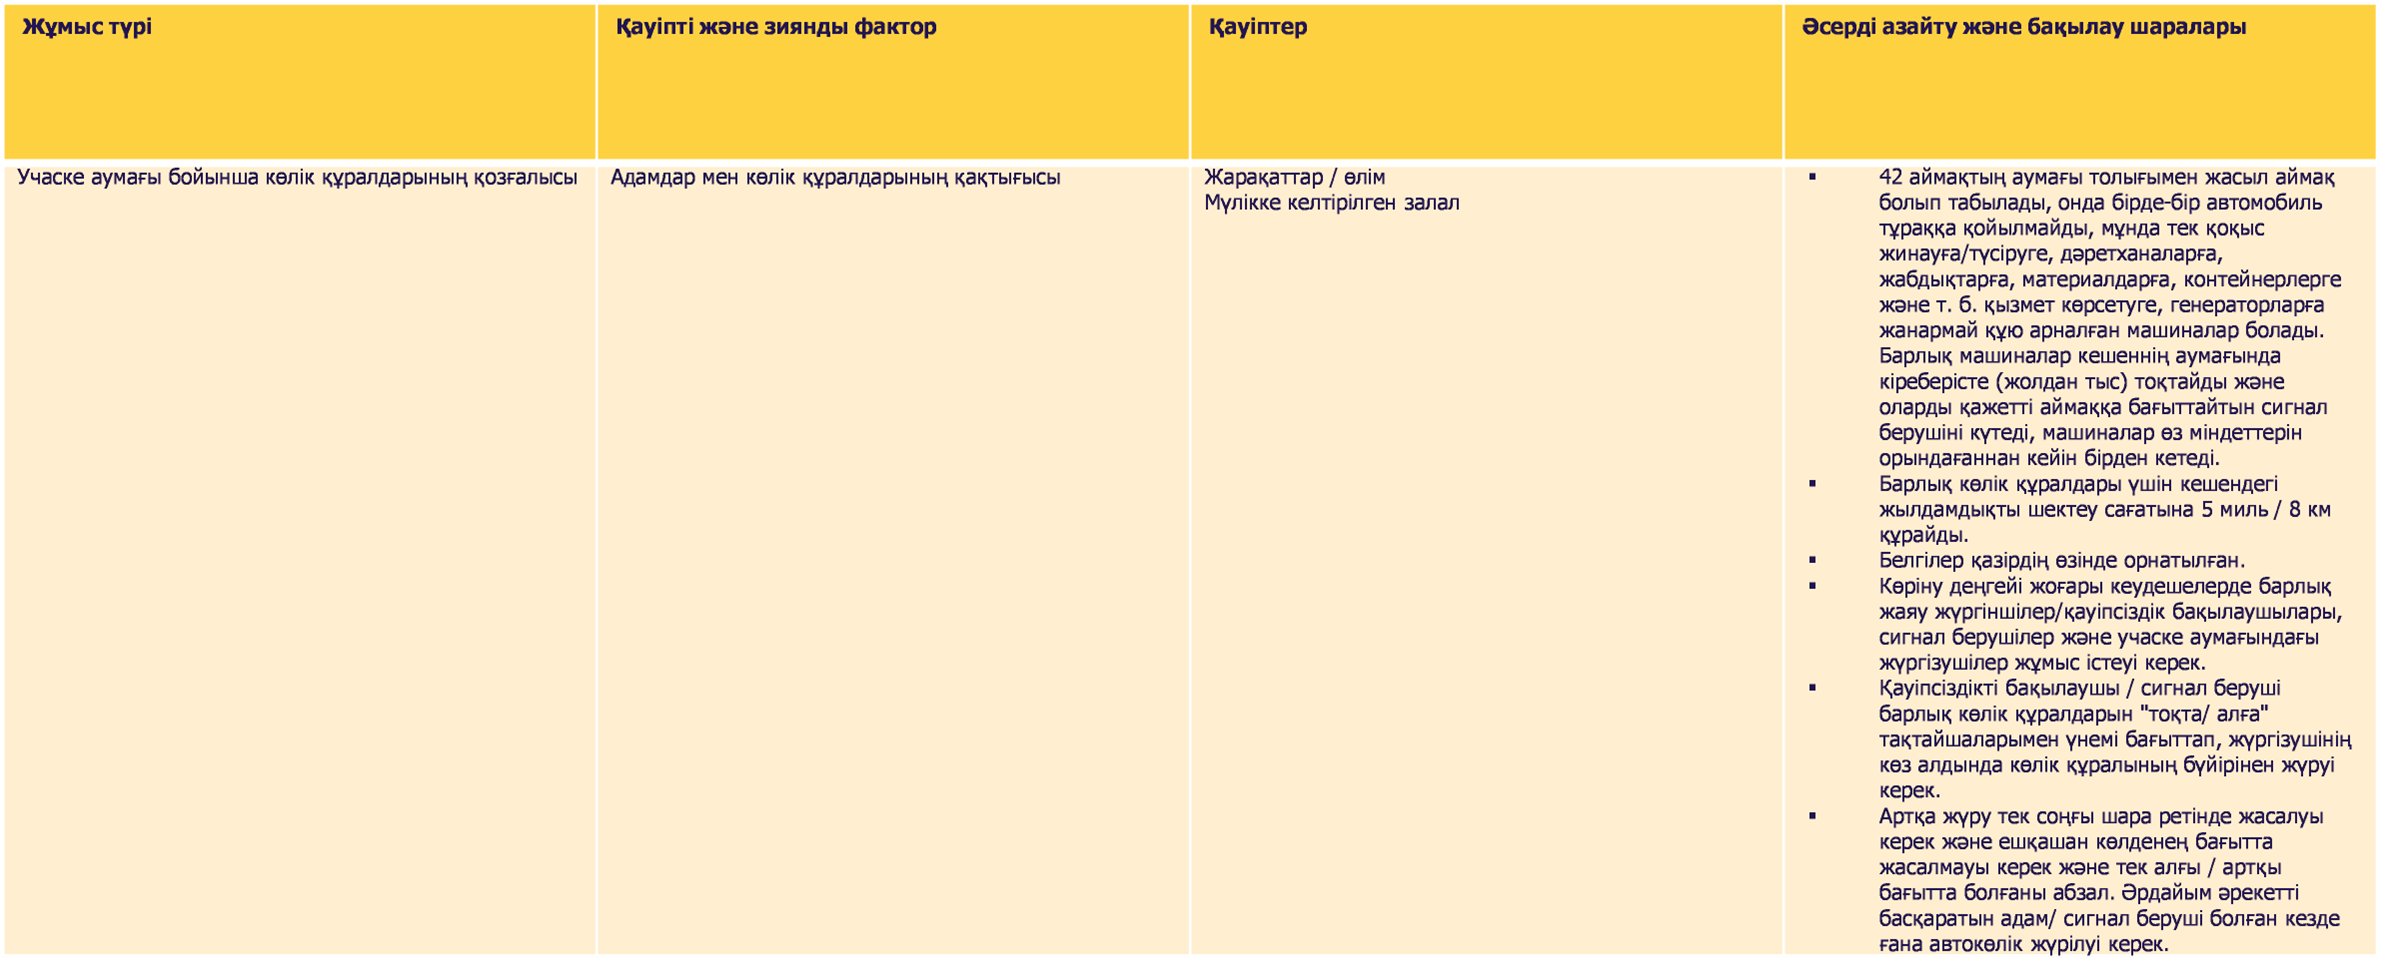 Жұмыс түрі
Қауіпті және зиянды фактор
Қауіптер
Әсерді азайту және бақылау шаралары
Учаске аумағы бойынша көлік құралдарының қозғалысы
Адамдар мен көлік құралдарының қақтығысы
Жарақаттар / өлім
Мүлікке келтірілген залал
▪ 42 аймақтың аумағы толығымен жасыл аймақ
болып табылады, онда бірде-бір автомобиль
тұраққа қойылмайды, мұнда тек қоқыс
жинауға/түсіруге, дәретханаларға,
жабдықтарға, материалдарға, контейнерлерге
және т. б. қызмет көрсетуге, генераторларға
жанармай құю арналған машиналар болады.
Барлық машиналар кешеннің аумағында
кіреберісте (жолдан тыс) тоқтайды және
оларды қажетті аймаққа бағыттайтын сигнал
берушіні күтеді, машиналар өз міндеттерін
орындағаннан кейін бірден кетеді.
▪ Барлық көлік құралдары үшін кешендегі
жылдамдықты шектеу сағатына 5 миль / 8 км
құрайды.
▪ Белгілер қазірдің өзінде орнатылған.
▪ Көріну деңгейі жоғары кеудешелерде барлық
жаяу жүргіншілер/қауіпсіздік бақылаушылары,
сигнал берушілер және учаске аумағындағы
жүргізушілер жұмыс істеуі керек.
▪ Қауіпсіздікті бақылаушы / сигнал беруші
барлық көлік құралдарын "тоқта/ алға"
тақтайшаларымен үнемі бағыттап, жүргізушінің
көз алдында көлік құралының бүйірінен жүруі
керек.
▪ Артқа жүру тек соңғы шара ретінде жасалуы
керек және ешқашан көлденең бағытта
жасалмауы керек және тек алғы / артқы
бағытта болғаны абзал. Әрдайым әрекетті
басқаратын адам/ сигнал беруші болған кезде
ғана автокөлік жүрілуі керек.